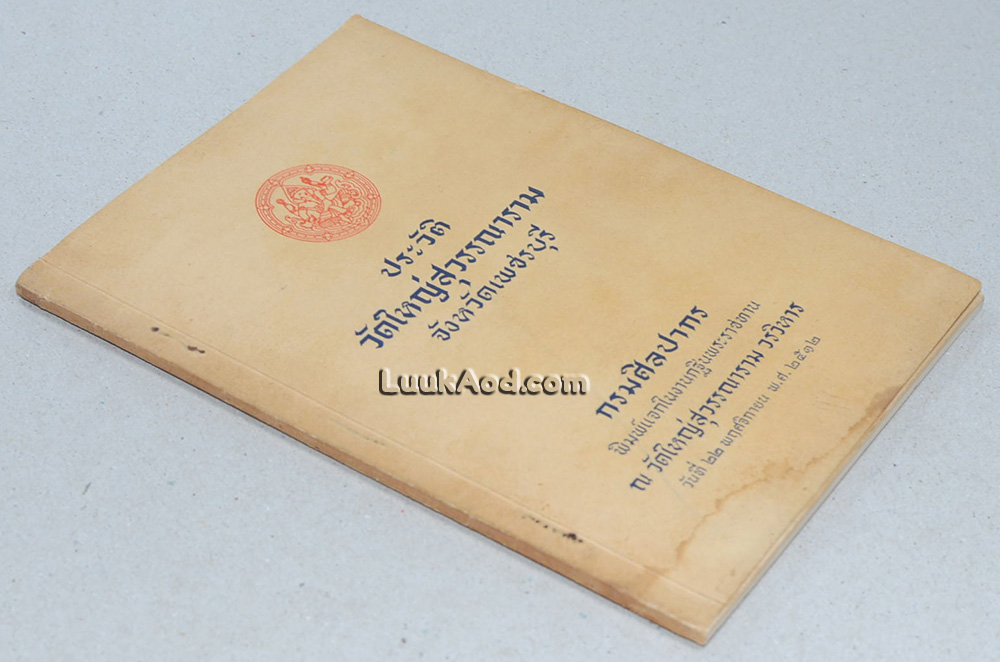 ประวัติ
วัดใหญ่สุวรรณาราม
จังหวัดเพชรบุรี
LuukAod.com
กรมศิลปากร
พิมพ์แจกในงานกฐินพระราชทาน
ณ วัดใหญ่สุวรรณาราม วรวิหาร
วันที่ ๒๒ พฤศจิกายน พ.ศ. ๒๕๑๒